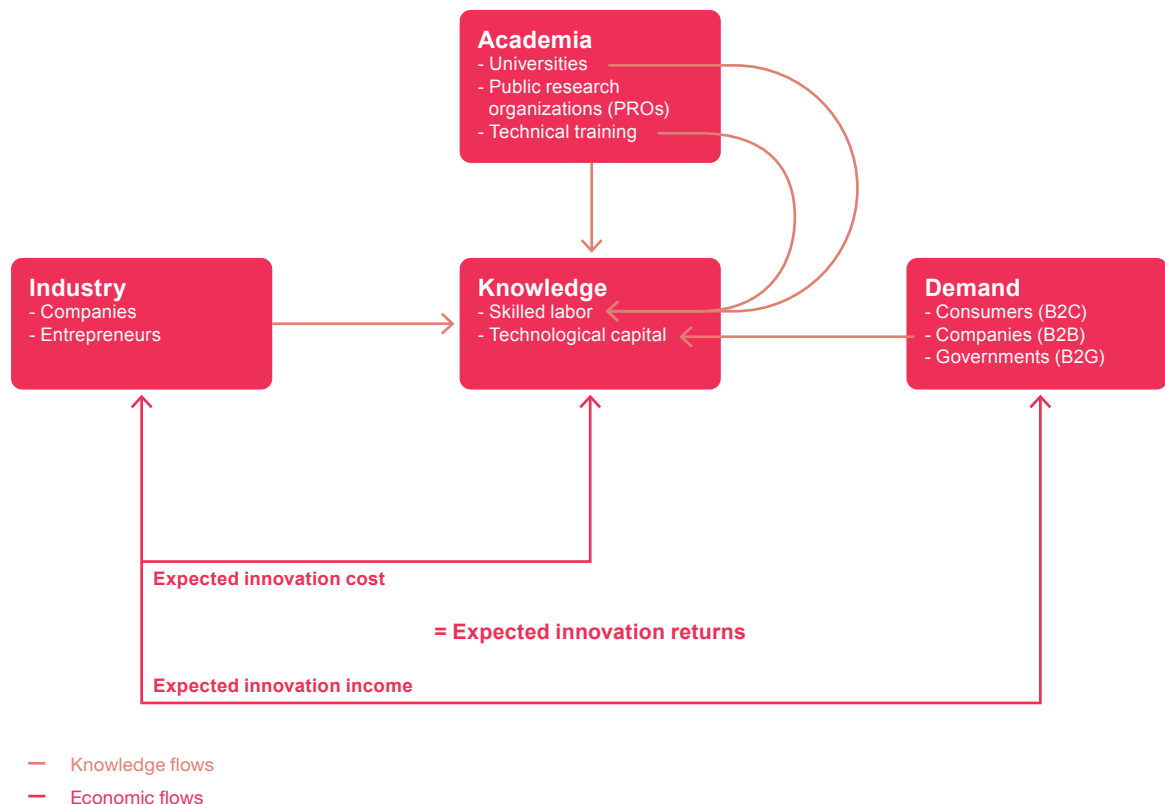 Academia
- Universities
- Public research
organizations (PROs)
- Technical training
Industry
- Companies
- Entrepreneurs
Knowledge
- Skilled labor
- Technological capital
Demand
- Consumers (B2C)
- Companies (B2B)
- Governments (B2G)
Expected innovation cost
= Expected innovation returns
Expected innovation income
Knowledge flows
Economic flows